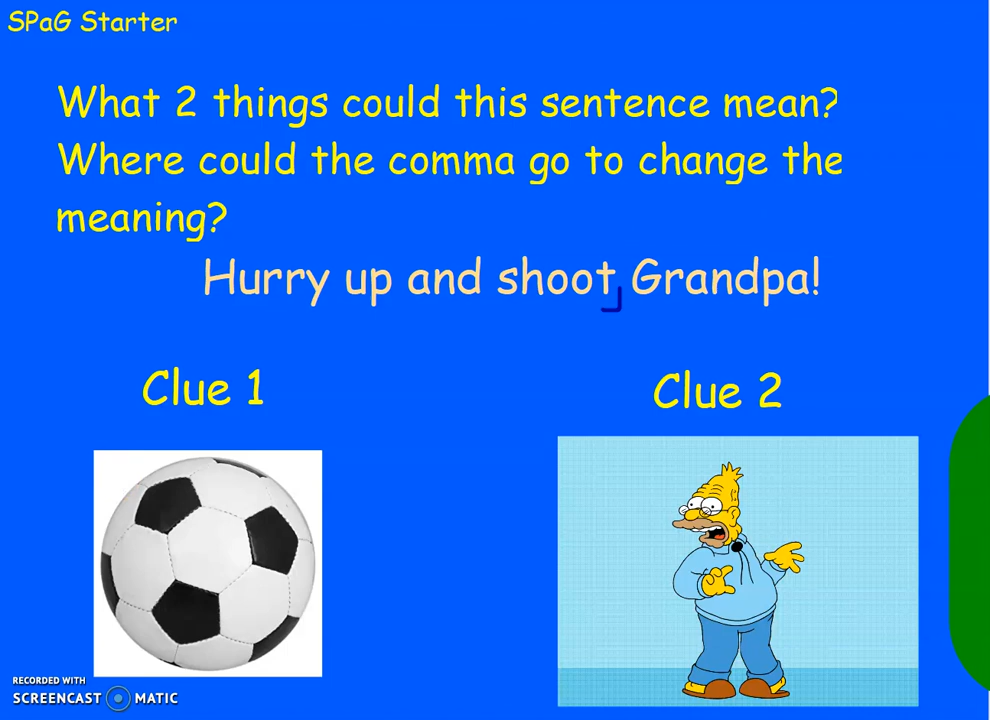 SPaG Starter
What 2 things could this sentence mean?
Where could the comma go to change the
meaning?
Hurry up and shoot, Grandpa!
Clue 1
Clue 2
RECORDED WITH
SCREENCAST MATIC